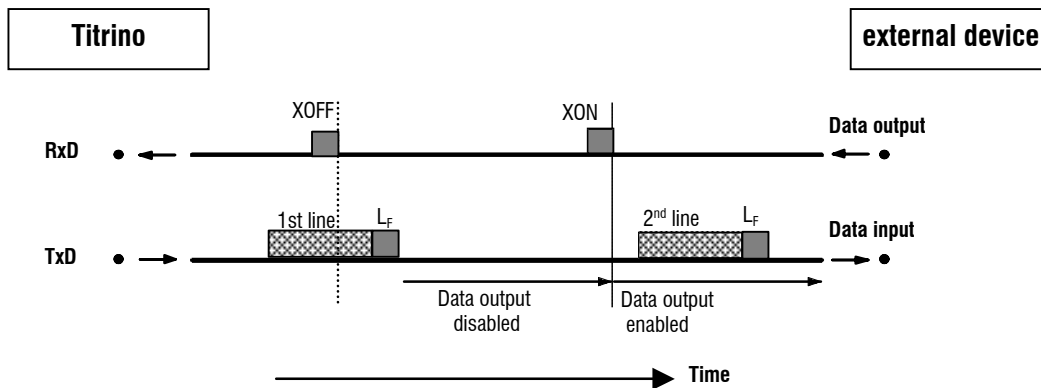 Titrino
external device
XOFF
XON
Data output
RxD
1st line
LF
2nd line
LF
Data input
TxD
Data output
disabled
Data output
enabled
Time